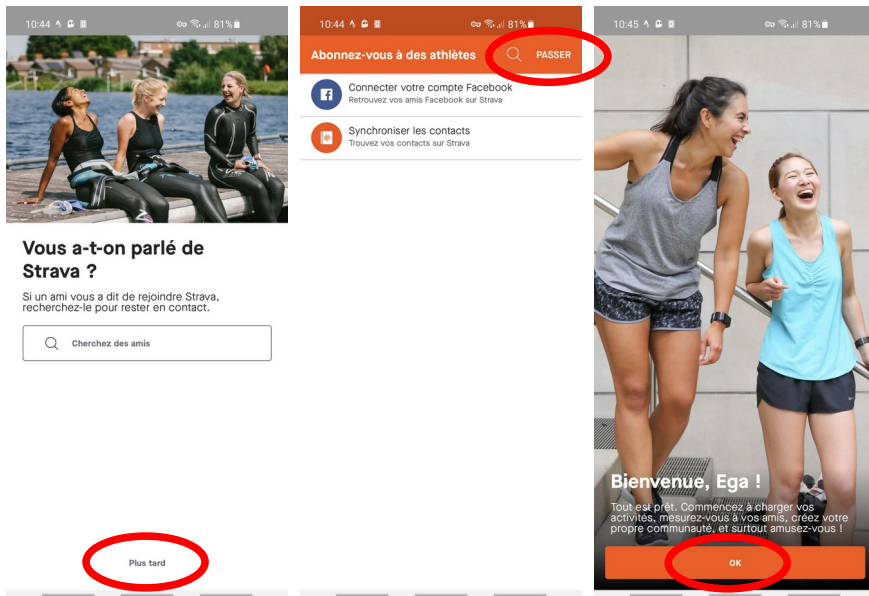 10:44
81%
Vous a-t-on parlé de
Strava ?
Si un ami vous a dit de rejoindre Strava,
recherchez-le pour rester en contact.
Cherchez des amis
Plus tard
10:44
81%
Abonnez-vous à des athlètes
PASSER
Connecter votre compte Facebook
Retrouvez vos amis Facebook sur Strava
Synchroniser les contacts
Trouvez vos contacts sur Strava
10:45
81%
Bienvenue, Ega !
Tout est prêt. Commencez à charger vos
activités, mesurez-vous à vos amis, créez votre
propre communauté, et surtout amusez-vous !
OK